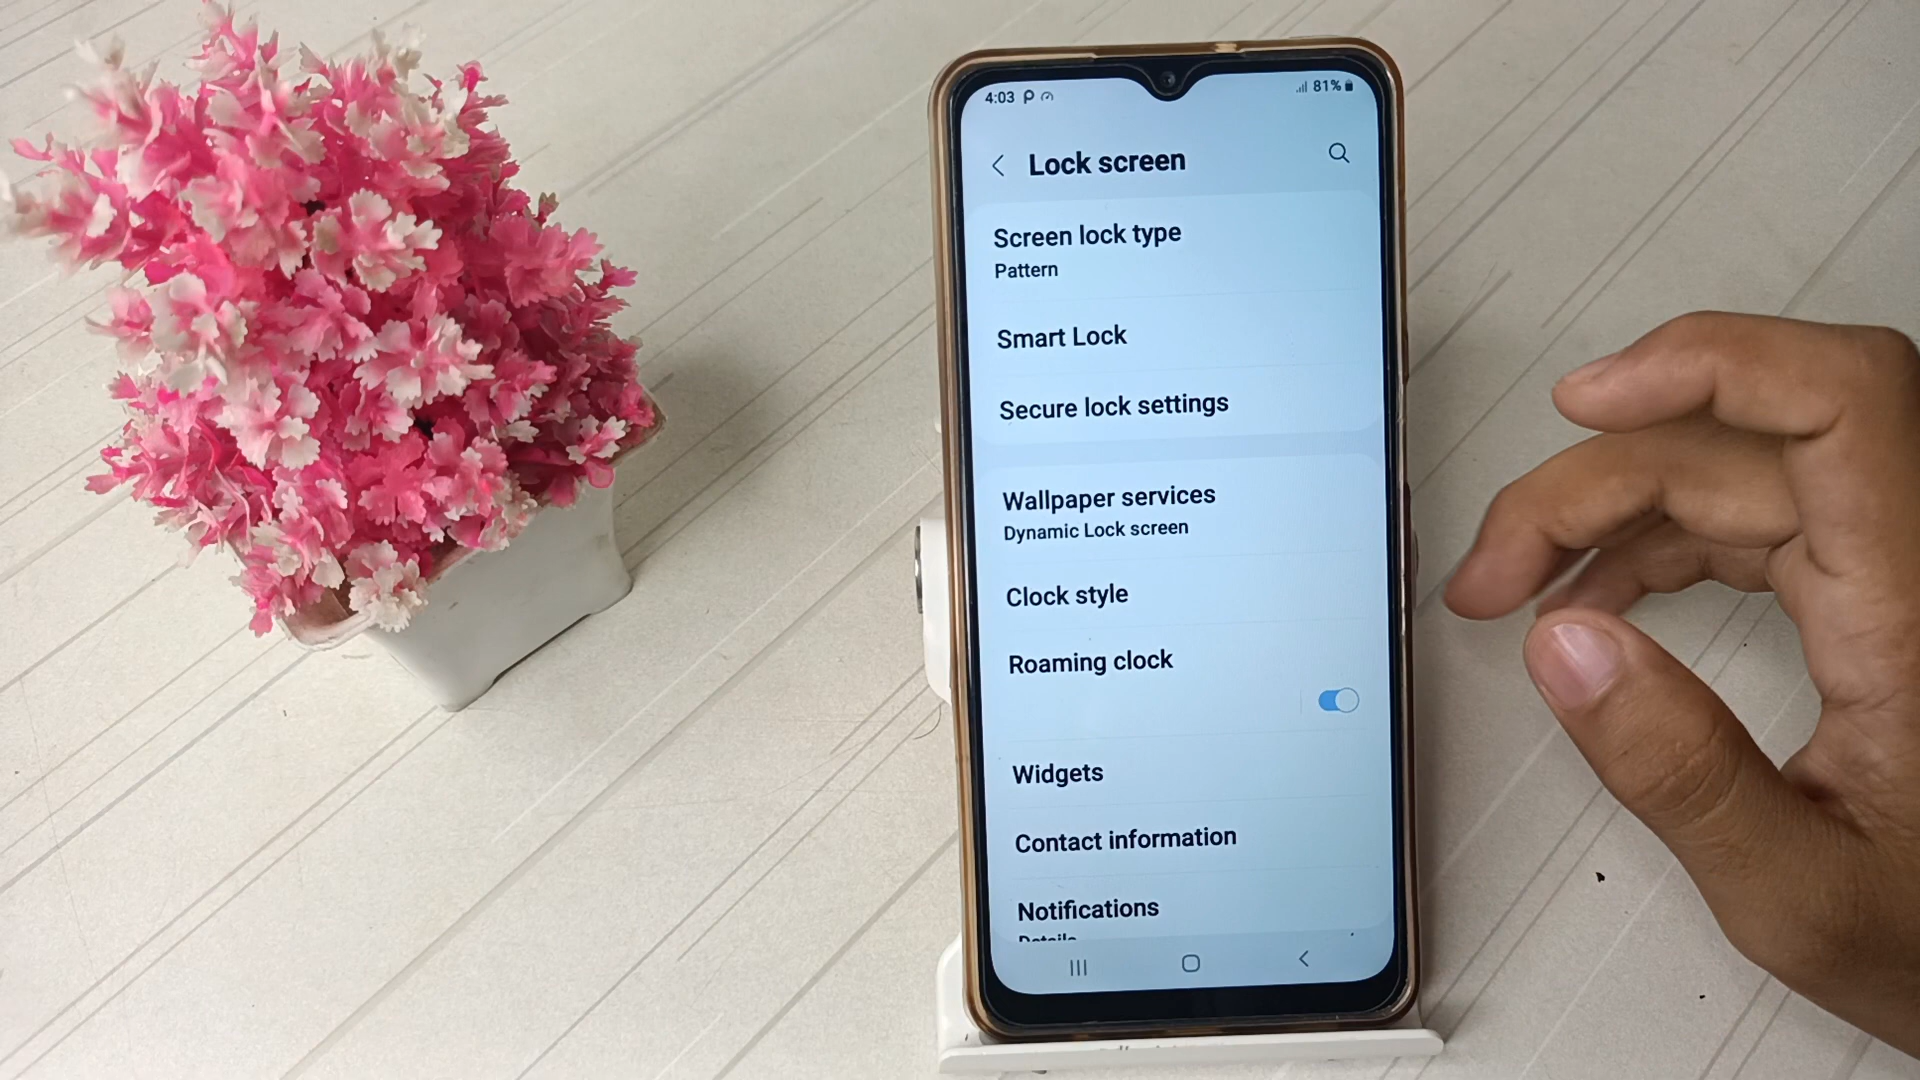 4:03 81%
Lock screen
Screen lock type
Pattern
Smart Lock
Secure lock settings
Wallpaper services
Dynamic Lock screen
Clock style
Roaming clock
Widgets
Contact information
Notifications
Details